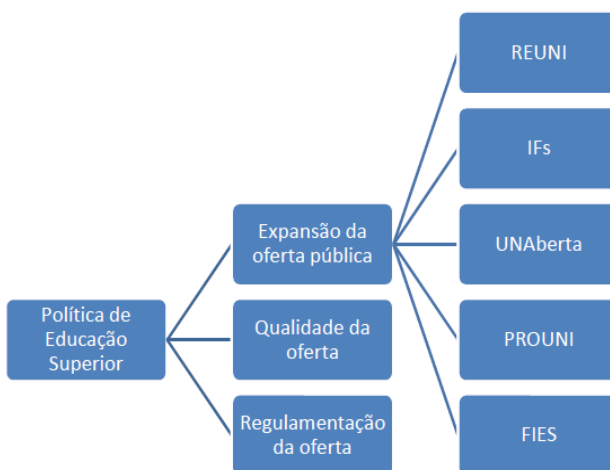 Política de
Educação
Superior
Expansão da
oferta pública
Qualidade da
oferta
Regulamentação
da oferta
REUNI
IFs
UNAberta
PROUNI
FIES